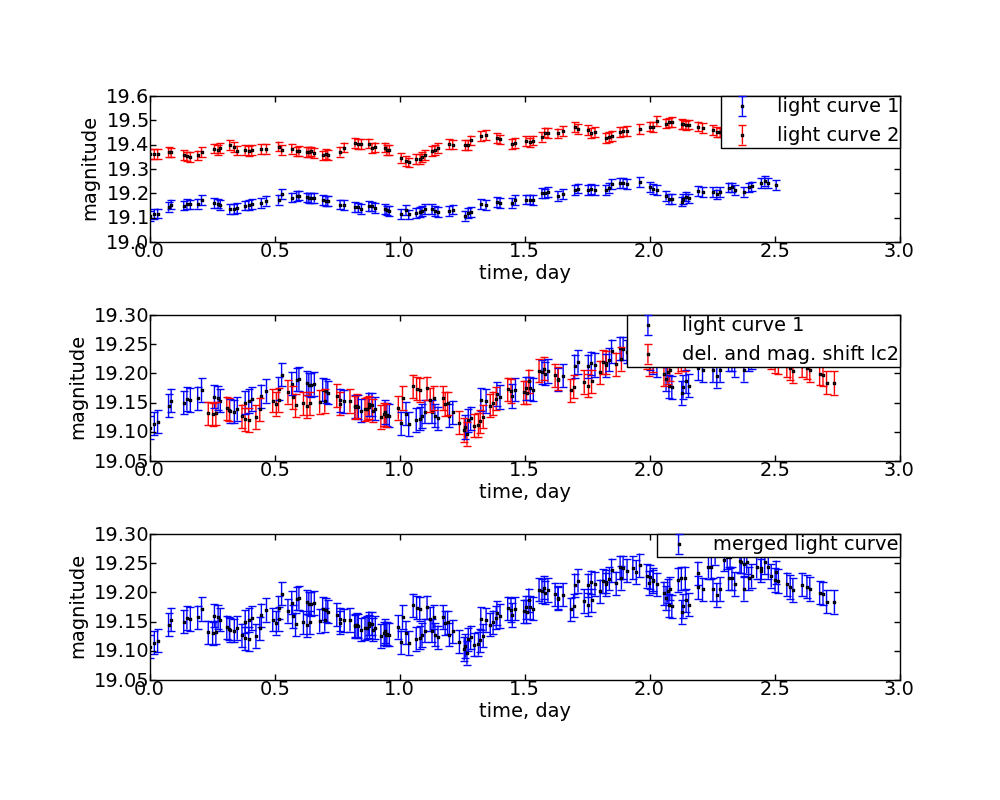 19.6
19.5
19.4
19.3
19.2
19.1
19.0
magnitude
light curve 1
light curve 2
0.0 0.5 1.0 1.5 2.0 2.5 3.0
time, day
19.30
19.25
19.20
19.15
19.10
19.05
magnitude
light curve 1
del. and mag. shift lc2
0.0 0.5 1.0 1.5 2.0 2.5 3.0
time, day
19.30
19.25
19.20
19.15
19.10
19.05
magnitude
merged light curve
0.0 0.5 1.0 1.5 2.0 2.5 3.0
time, day